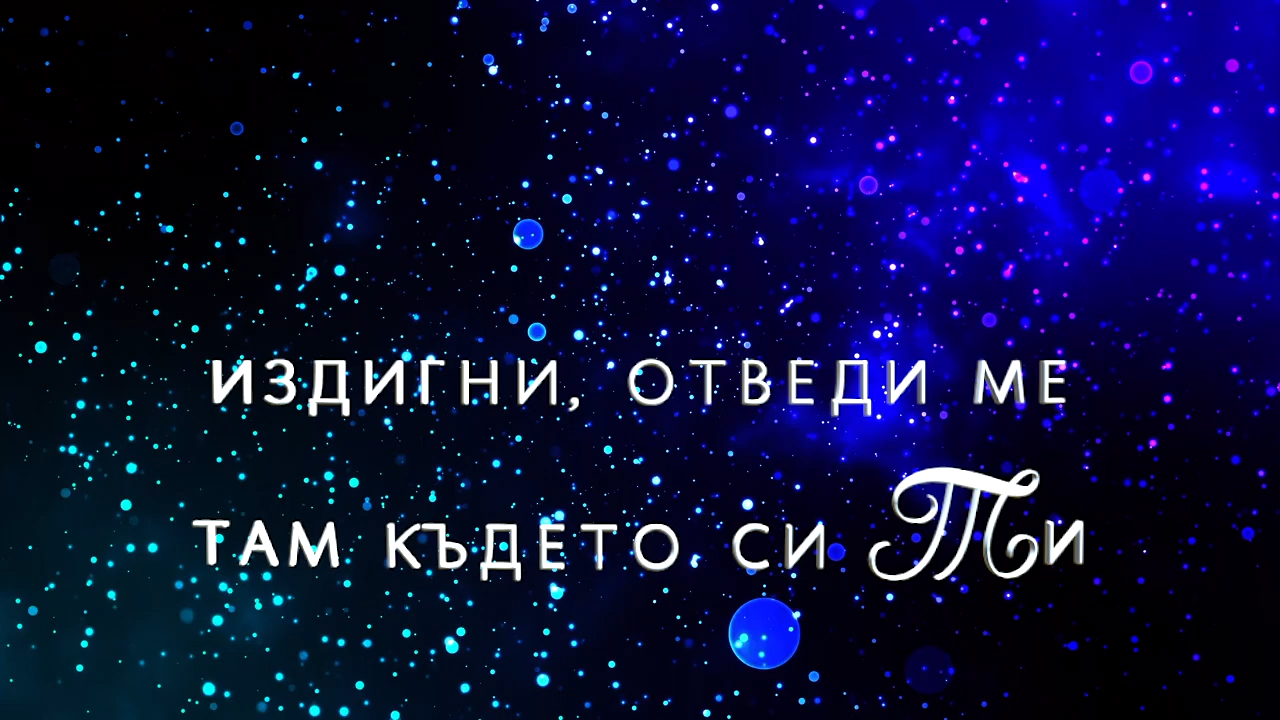 ИЗДИГНИ, ОТВЕДИ МЕ
ТАМ КЪДЕТО СИ ТИ